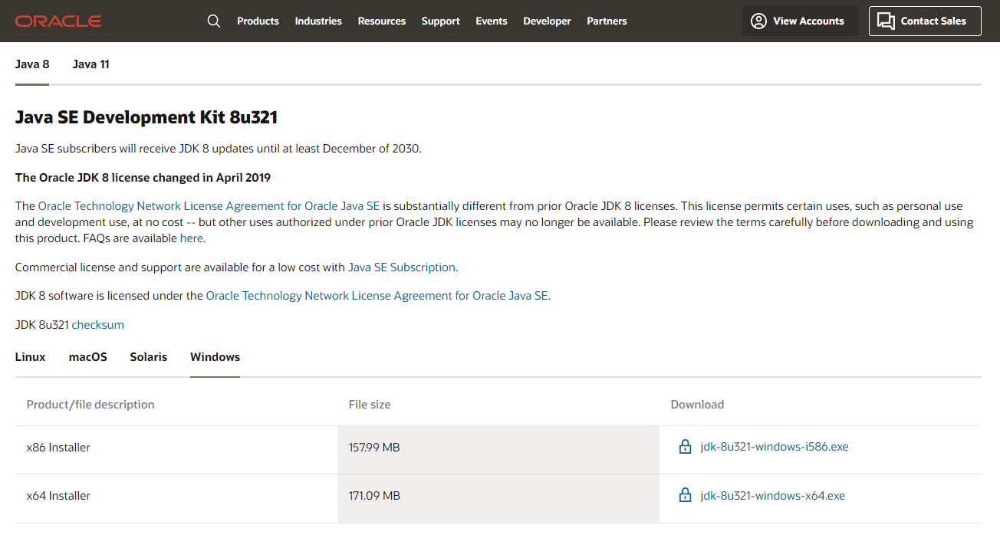 ORACLE Products Industries Resources Support Events Developer Partners View Accounts Contact Sales
Java 8 Java 11
Java SE Development Kit 8u321
Java SE subscribers will receive JDK 8 updates until at least December of 2030.
The Oracle JDK 8 license changed in April 2019
The Oracle Technology Network License Agreement for Oracle Java SE is substantially different from prior Oracle JDK 8 licenses. This license permits certain uses, such as personal use
and development use, at no cost -- but other uses authorized under prior Oracle JDK licenses may no longer be available. Please review the terms carefully before downloading and using
this product. FAQs are available here.
Commercial license and support are available for a low cost with Java SE Subscription.
JDK 8 software is licensed under the Oracle Technology Network License Agreement for Oracle Java SE.
JDK 8u321 checksum
Linux macOS Solaris Windows
Product/file description File size Download
x86 Installer 157.99 MB jdk-8u321-windows-i586.exe
x64 Installer 171.09 MB jdk-8u321-windows-x64.exe